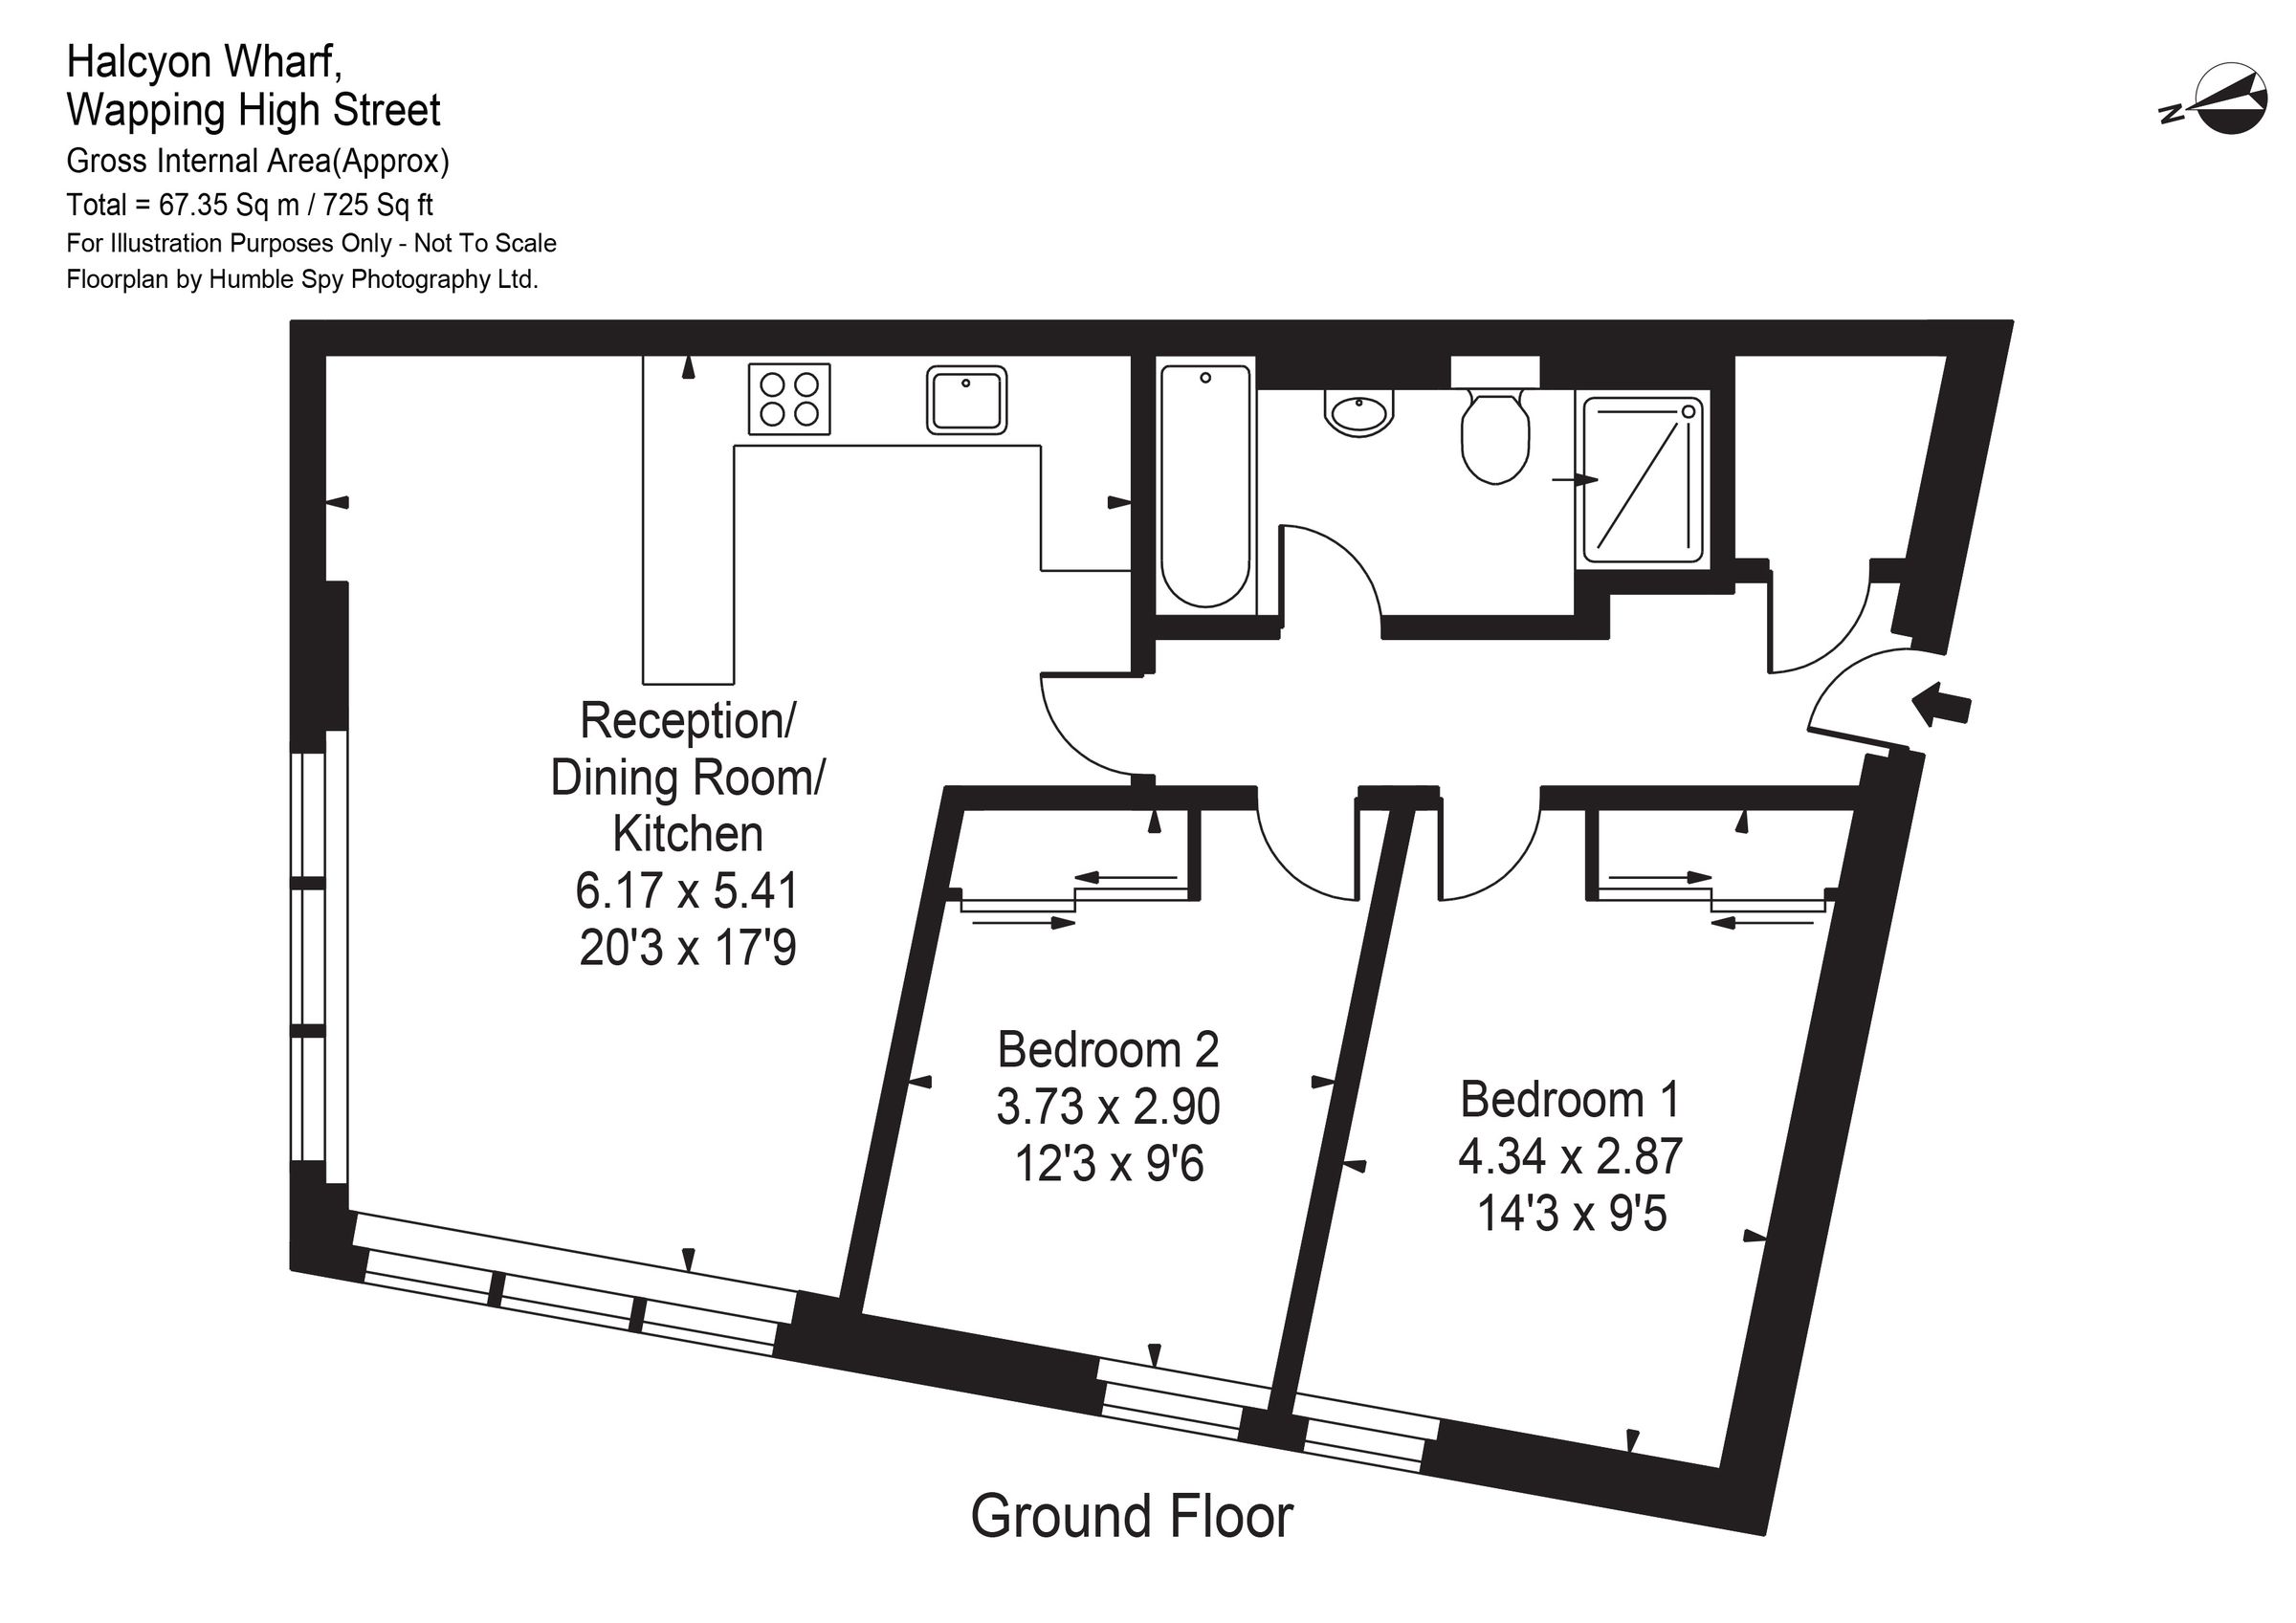 Halcyon Wharf,
Wapping High Street
Gross Internal Area(Approx)
Total = 67.35 Sq m / 725 Sq ft
For Illustration Purposes Only - Not To Scale
Floorplan by Humble Spy Photography Ltd.
N
Reception/
Dining Room/
Kitchen
6.17 x 5.41
20'3 x 17'9
Bedroom 2
3.73 x 2.90
12'3 x 9'6
Bedroom 1
4.34 x 2.87
14'3 x 9'5
Ground Floor